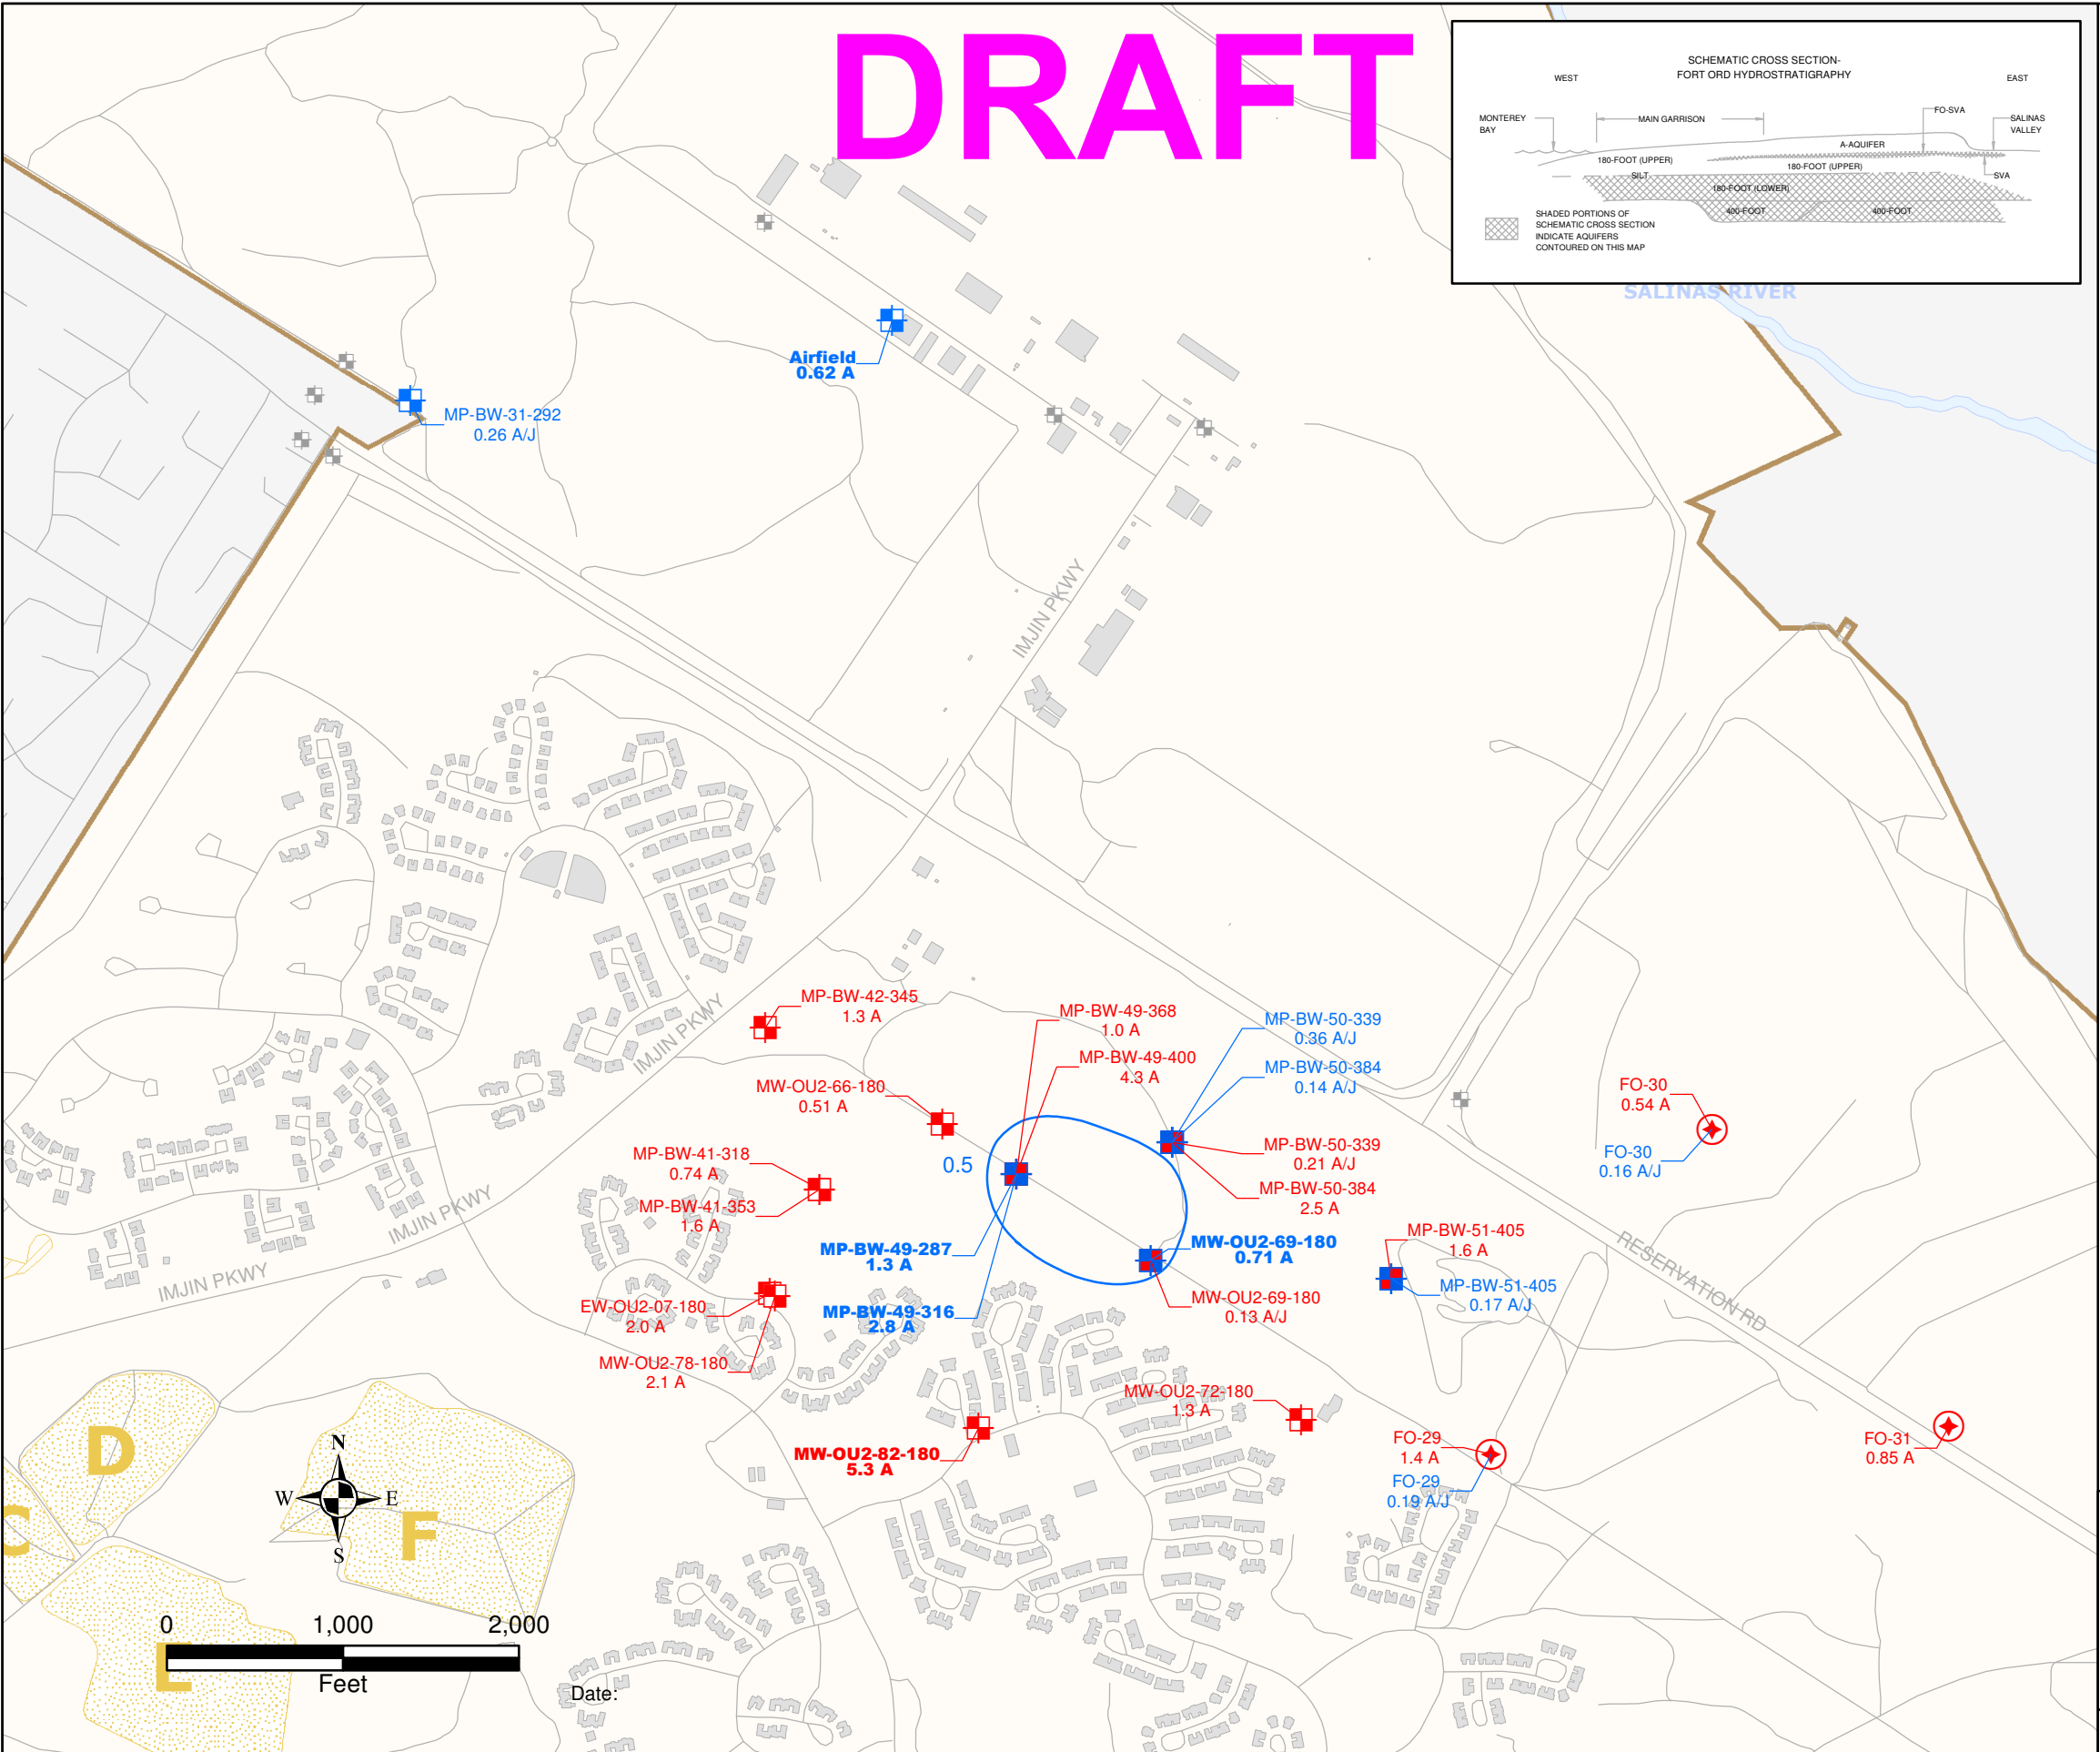 DRAFT
SCHEMATIC CROSS SECTION-
FORT ORD HYDROSTRATIGRAPHY
WEST
EAST
MONTEREY
BAY
MAIN GARRISON
FO-SVA
SALINAS
VALLEY
A-AQUIFER
180-FOOT (UPPER)
180-FOOT (UPPER)
SILT
SVA
180-FOOT (LOWER)
400-FOOT
400-FOOT
SHADED PORTIONS OF
SCHEMATIC CROSS SECTION
INDICATE AQUIFERS
CONTOURED ON THIS MAP
SALINAS RIVER
Airfield
0.62 A
MP-BW-31-292
0.26 A/J
IMJIN PKWY
MP-BW-42-345
1.3 A
IMJIN PKWY
MP-BW-49-368
1.0 A
MP-BW-49-400
4.3 A
MP-BW-50-339
0.36 A/J
MP-BW-50-384
0.14 A/J
MW-OU2-66-180
0.51 A
FO-30
0.54 A
FO-30
0.16 A/J
MP-BW-41-318
0.74 A
0.5
MP-BW-50-339
0.21 A/J
MP-BW-50-384
2.5 A
MP-BW-41-353
1.6 A
IMJIN PKWY
MP-BW-49-287
1.3 A
MW-OU2-69-180
0.71 A
MP-BW-51-405
1.6 A
RESERVATION RD
IMJIN PKWY
MP-BW-51-405
0.17 A/J
EW-OU2-07-180
2.0 A
MP-BW-49-316
2.8 A
MW-OU2-69-180
0.13 A/J
MW-OU2-78-180
2.1 A
MW-OU2-72-180
1.3 A
MW-OU2-82-180
5.3 A
FO-29
1.4 A
FO-29
0.19 A/J
FO-31
0.85 A
D
N
W
E
S
C
F
E
0 1,000 2,000
Feet
Date: